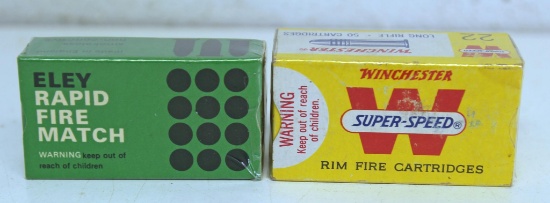 ELEY
RAPID
FIRE
MATCH
WARNING keep out of
reach of children
WINCHESTER
LONG RIFLE • 50 CARTRIDGES
22
W
WINCHESTER
W
SUPER-SPEED®
RIM FIRE CARTRIDGES
WARNING
Keep out of reach
of children.